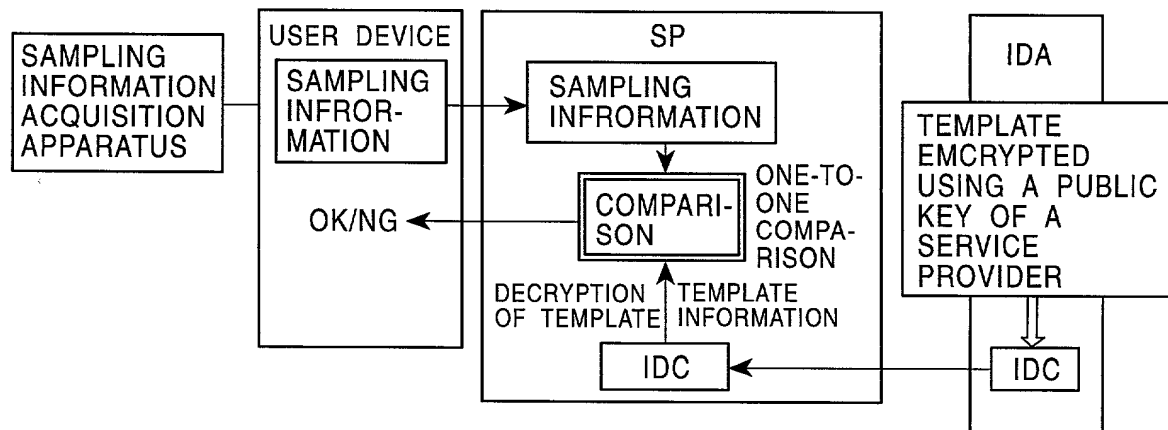 SAMPLING
INFORMATION
ACQUISITION
APPARATUS
USER DEVICE
SAMPLING
INFROR-
MATION
OK/NG
SP
SAMPLING
INFRORMATION
COMPARI-
SON
ONE-TO-
ONE
COMPA-
RISON
DECRYPTION
OF TEMPLATE
TEMPLATE
INFORMATION
IDC
IDA
TEMPLATE
EMCRYPTED
USING A PUBLIC
KEY OF A
SERVICE
PROVIDER
IDC